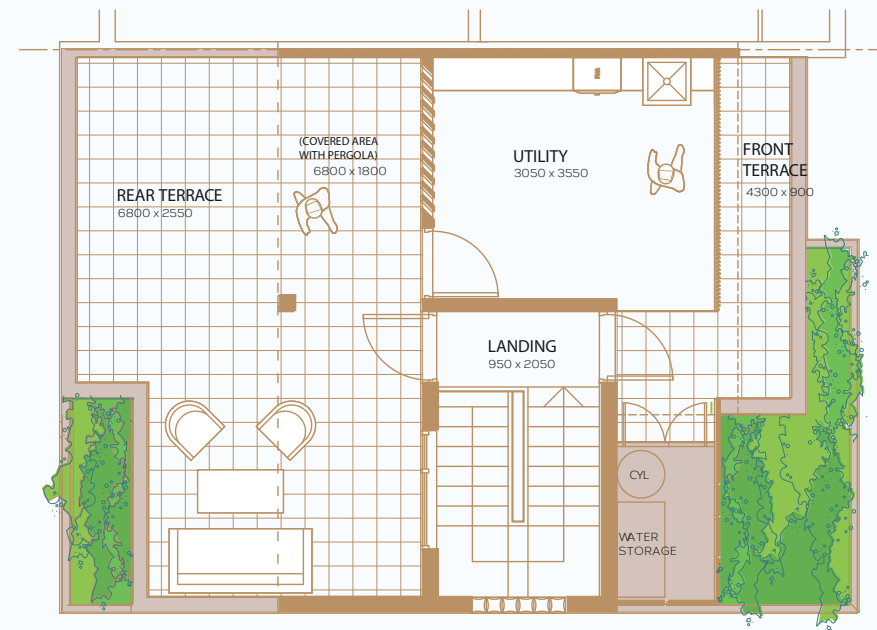 (COVERED AREA
WITH PERGOLA)
6800 x 1800
REAR TERRACE
6800 x 2550
UTILITY
3050 x 3550
FRONT
TERRACE
4300 x 900
LANDING
950 x 2050
CYL
WATER
STORAGE